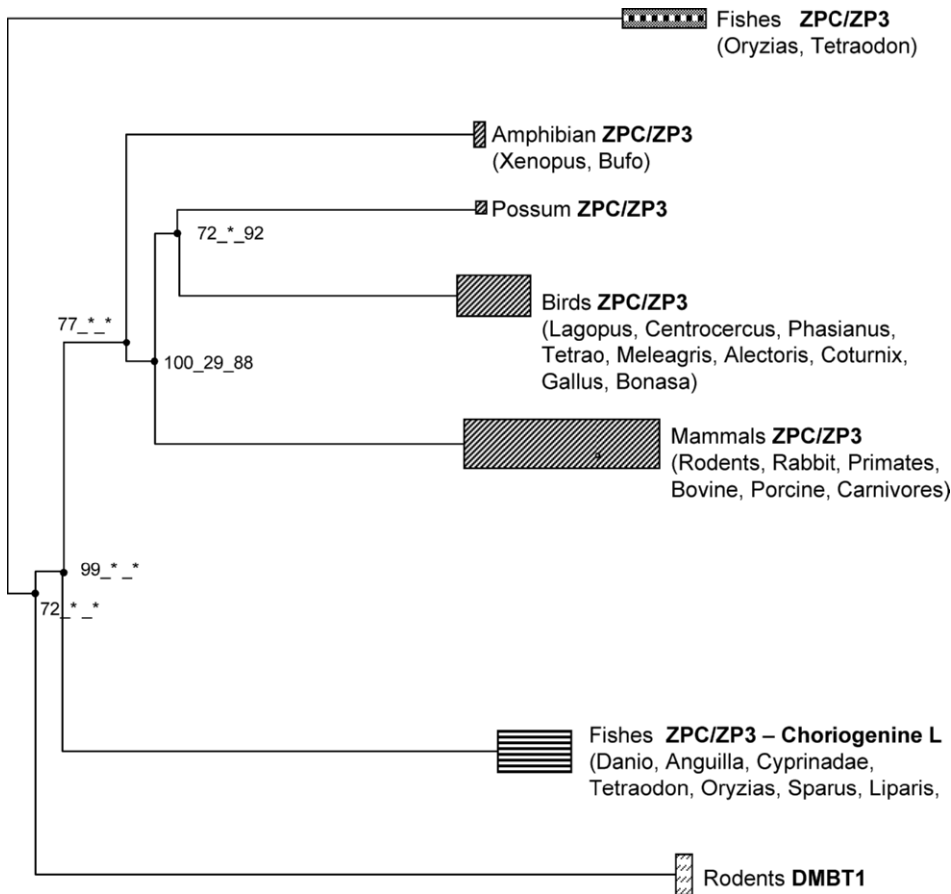 Fishes ZPC/ZP3
(Oryzias, Tetraodon)
Amphibian ZPC/ZP3
(Xenopus, Bufo)
Possum ZPC/ZP3
72_*_92
Birds ZPC/ZP3
(Lagopus, Centrocercus, Phasianus,
Tetrao, Meleagris, Alectoris, Coturnix,
Gallus, Bonasa)
77_*_*
100_29_88
Mammals ZPC/ZP3
(Rodents, Rabbit, Primates,
Bovine, Porcine, Carnivores)
99_*_*
72_*_*
Fishes ZPC/ZP3 – Choriogenine L
(Danio, Anguilla, Cyprinadae,
Tetraodon, Oryzias, Sparus, Liparis,
Rodents DMBT1